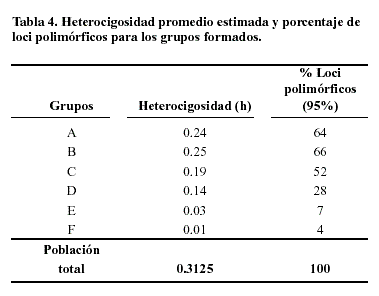 Tabla 4. Heterocigosidad promedio estimada y porcentaje de
loci polimórficos para los grupos formados.
% Loci
polimórficos
Grupos Heterocigosidad (h) (95%)
A 0.24 64
B 0.25 66
C 0.19 52
D 0.14 28
E 0.03 7
F 0.01 4
Población
total 0.3125 100